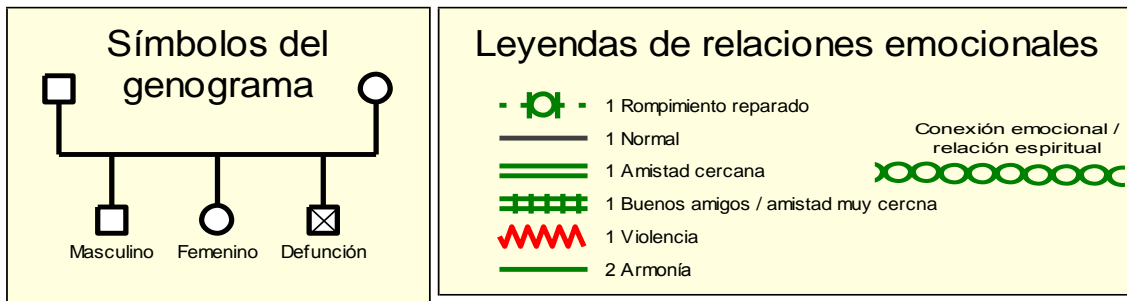 Símbolos del
genograma
Masculino
Femenino
Defunción
Leyendas de relaciones emocionales
1 Rompimiento reparado
1 Normal
1 Amistad cercana
1 Buenos amigos / amistad muy cercna
1 Violencia
2 Armonía
Conexión emocional /
relación espiritual